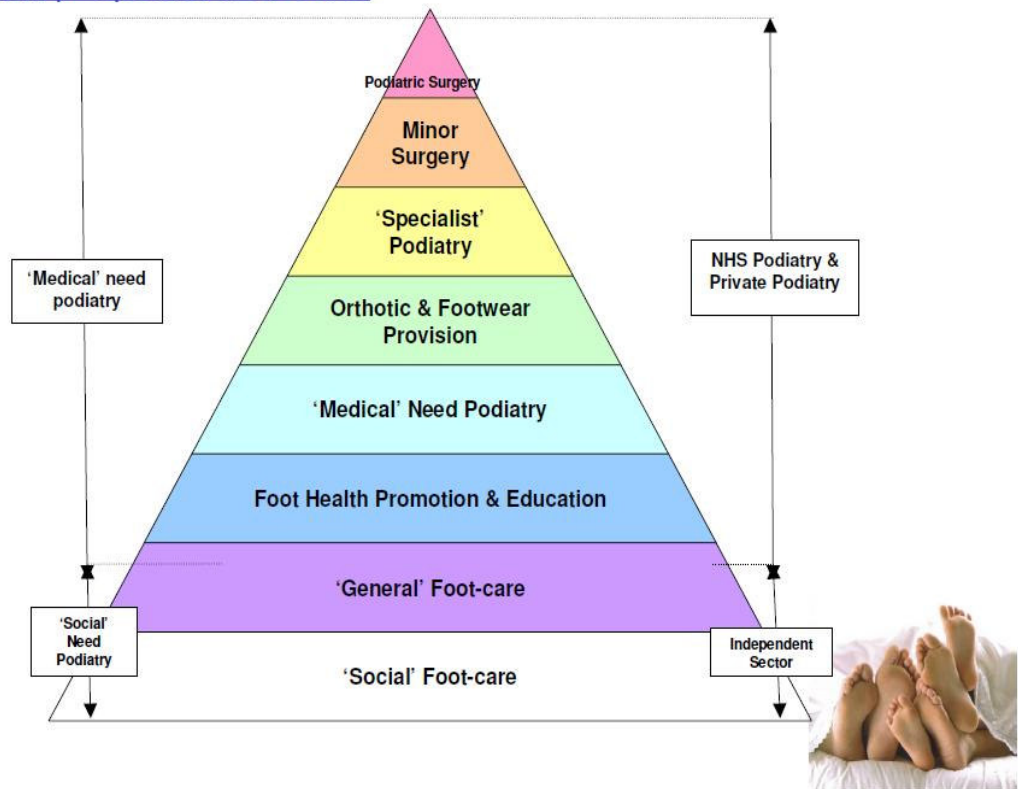 Podiatric Surgery
Minor
Surgery
‘Specialist’
Podiatry
NHS Podiatry &
Private Podiatry
‘Medical’ need
podiatry
Orthotic & Footwear
Provision
‘Medical’ Need Podiatry
Foot Health Promotion & Education
‘General’ Foot-care
‘Social’
Need
Podiatry
Independent
Sector
‘Social’ Foot-care